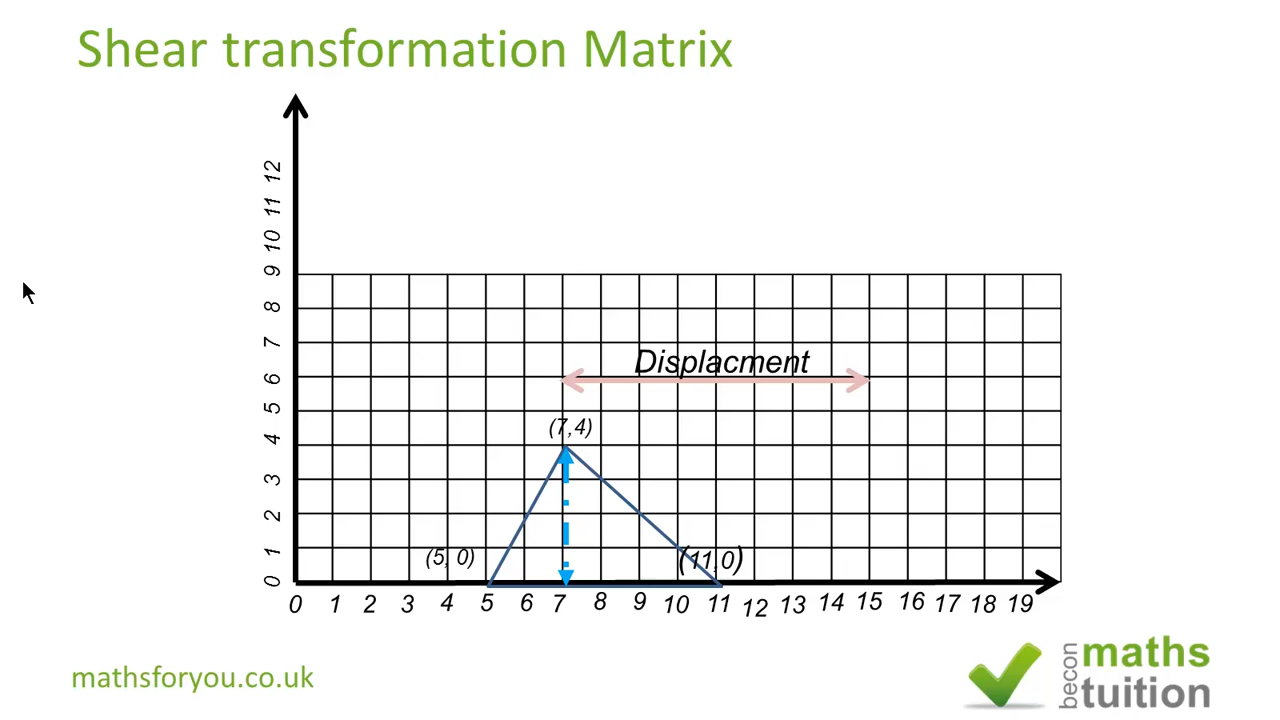 Shear transformation Matrix
12
11
10
9
8
7
6
5
4
3
2
1
0
Displacment
(7,4)
(5, 0)
(11,0)
0 1 2 3 4 5 6 7 8 9 10 11 12 13 14 15 16 17 18 19
mathsforyou.co.uk
becon
maths
tuition